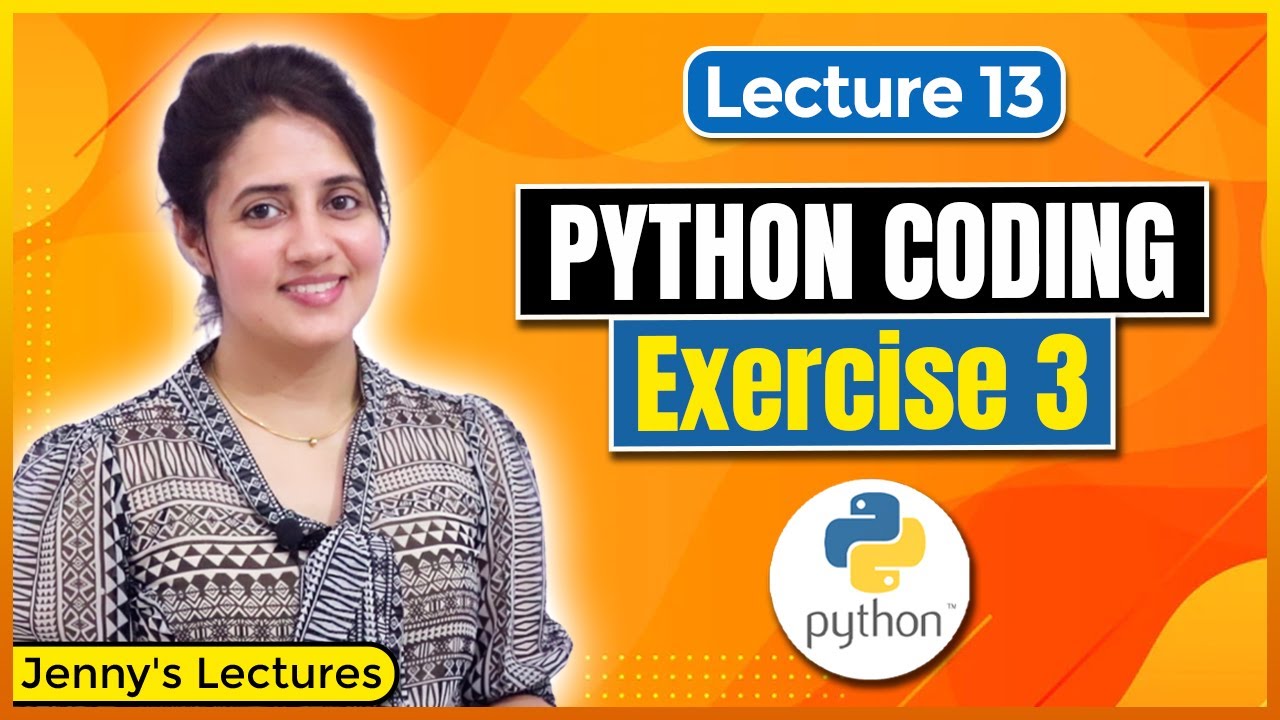 Lecture 13
PYTHON CODING
Exercise 3
python™
Jenny's Lectures